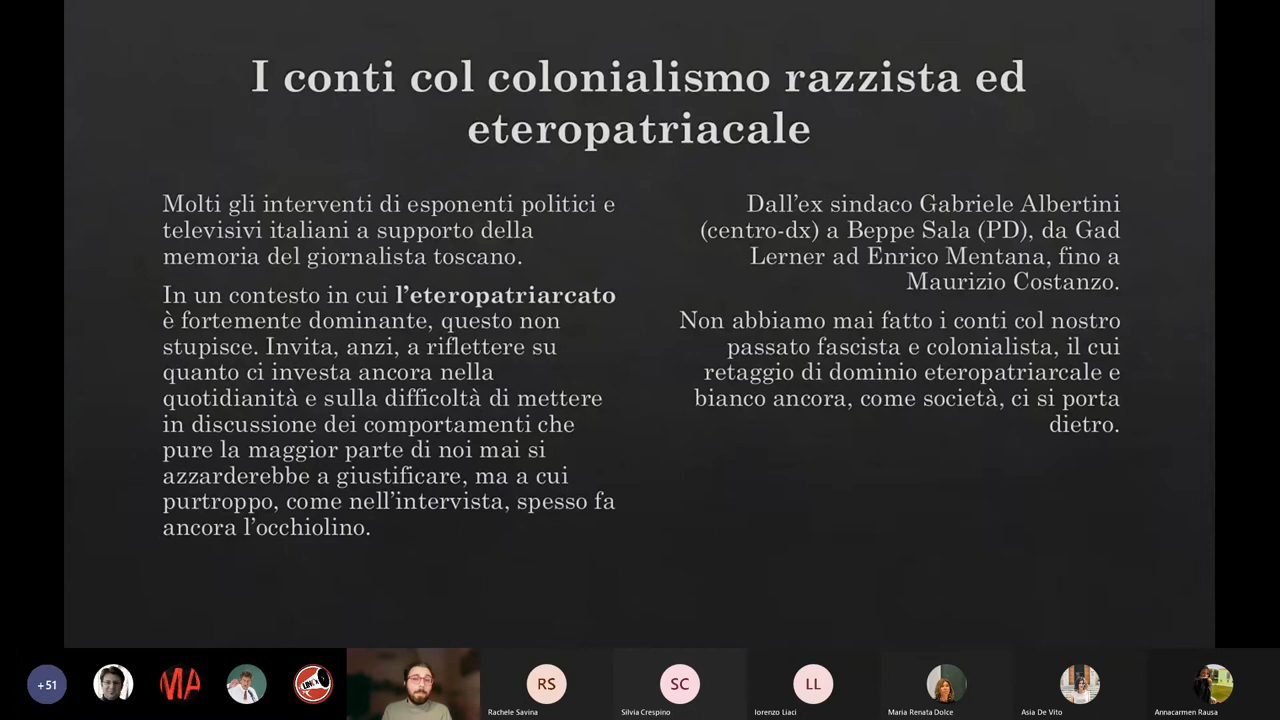 I conti col colonialismo razzista ed
eteropatriacale
Molti gli interventi di esponenti politici e
televisivi italiani a supporto della
memoria del giornalista toscano.
In un contesto in cui l'eteropatriarcato
è fortemente dominante, questo non
stupisce. Invita, anzi, a riflettere su
quanto ci investa ancora nella
quotidianità e sulla difficoltà di mettere
in discussione dei comportamenti che
pure la maggior parte di noi mai si
azzarderebbe a giustificare, ma a cui
purtroppo, come nell'intervista, spesso fa
ancora l'occhiolino.
Dall'ex sindaco Gabriele Albertini
(centro-dx) a Beppe Sala (PD), da Gad
Lerner ad Enrico Mentana, fino a
Maurizio Costanzo.
Non abbiamo mai fatto i conti col nostro
passato fascista e colonialista, il cui
retaggio di dominio eteropatriarcale e
bianco ancora, come società, ci si porta
dietro.
+51
MA
RS
SC
LL
Rachele Savina
Silvia Crespino
lorenzo Liaci
Maria Renata Dolce
Asia De Vito
Annacarmen Rausa